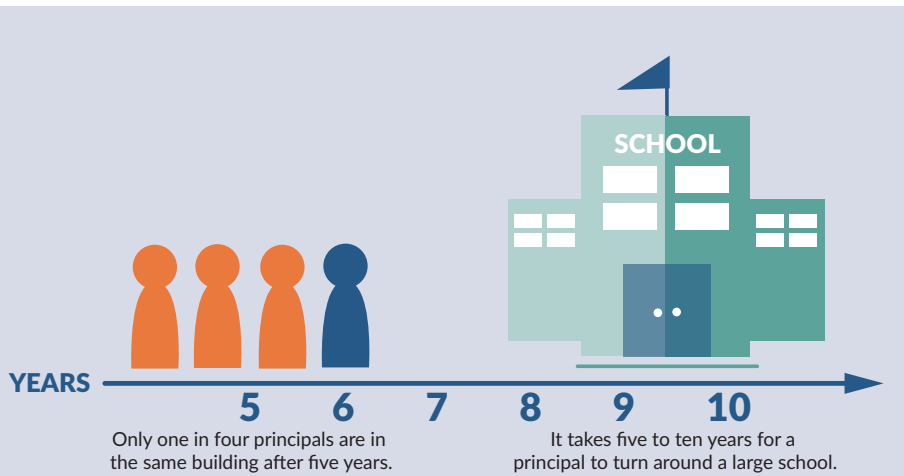 SCHOOL
YEARS
5 6 7 8 9 10
Only one in four principals are in
the same building after five years.
It takes five to ten years for a
principal to turn around a large school.